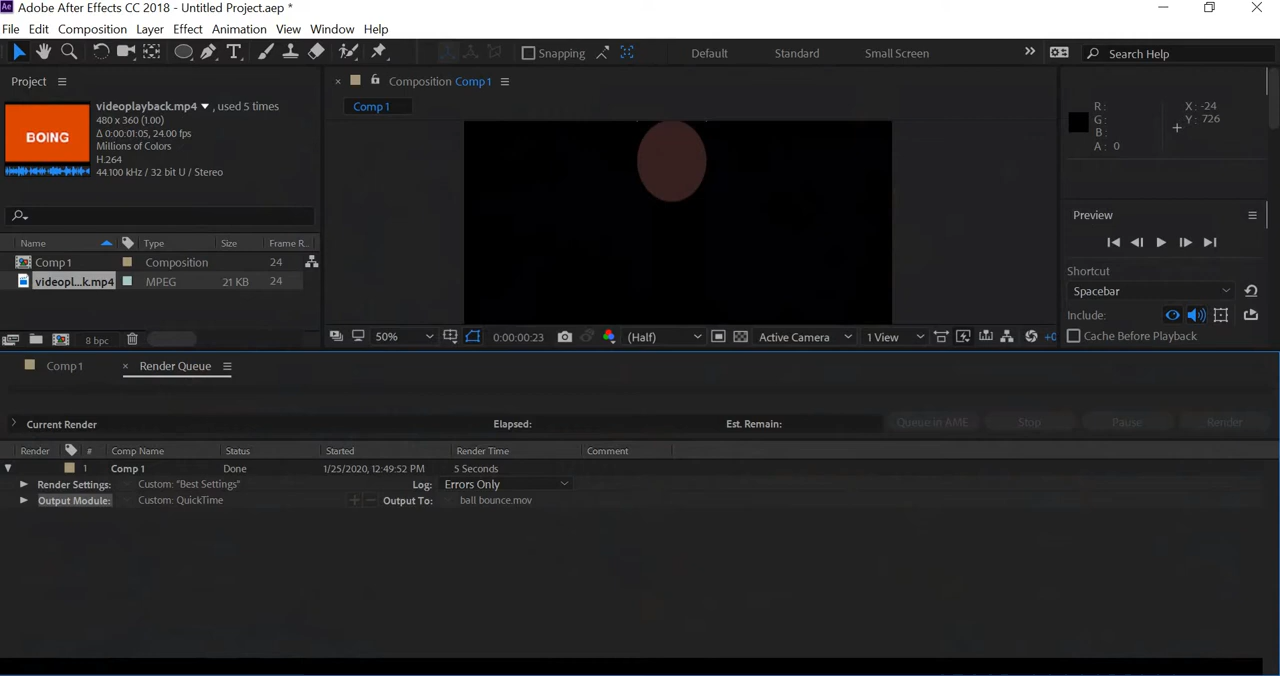 Ae Adobe After Effects CC 2018 - Untitled Project.aep *
File Edit Composition Layer Effect Animation View Window Help
Snapping Default Standard Small Screen Search Help
Project
videoplayback.mp4 , used 5 times
480 x 360 (1.00)
Δ 0:00:01:05, 24.00 fps
Millions of Colors
H.264
44.100 kHz / 32 bit U / Stereo
BOING
Name Type Size Frame R..
Comp 1 Composition 24
videopl...k.mp4 MPEG 21 KB 24
8 bpc
Composition Comp 1
Comp 1
50% 0:00:00:23 (Half) Active Camera 1 View +0
R: X: -24
G: Y: 726
B:
A: 0
Preview
Shortcut
Spacebar
Include:
Cache Before Playback
Comp 1 Render Queue
Current Render Elapsed: Est. Remain: Queue in AME Stop Pause Render
Render # Comp Name Status Started Render Time Comment
1 Comp 1 Done 1/25/2020, 12:49:52 PM 5 Seconds
Render Settings: Custom: "Best Settings" Log: Errors Only
Output Module: Custom: QuickTime + − Output To: ball bounce.mov